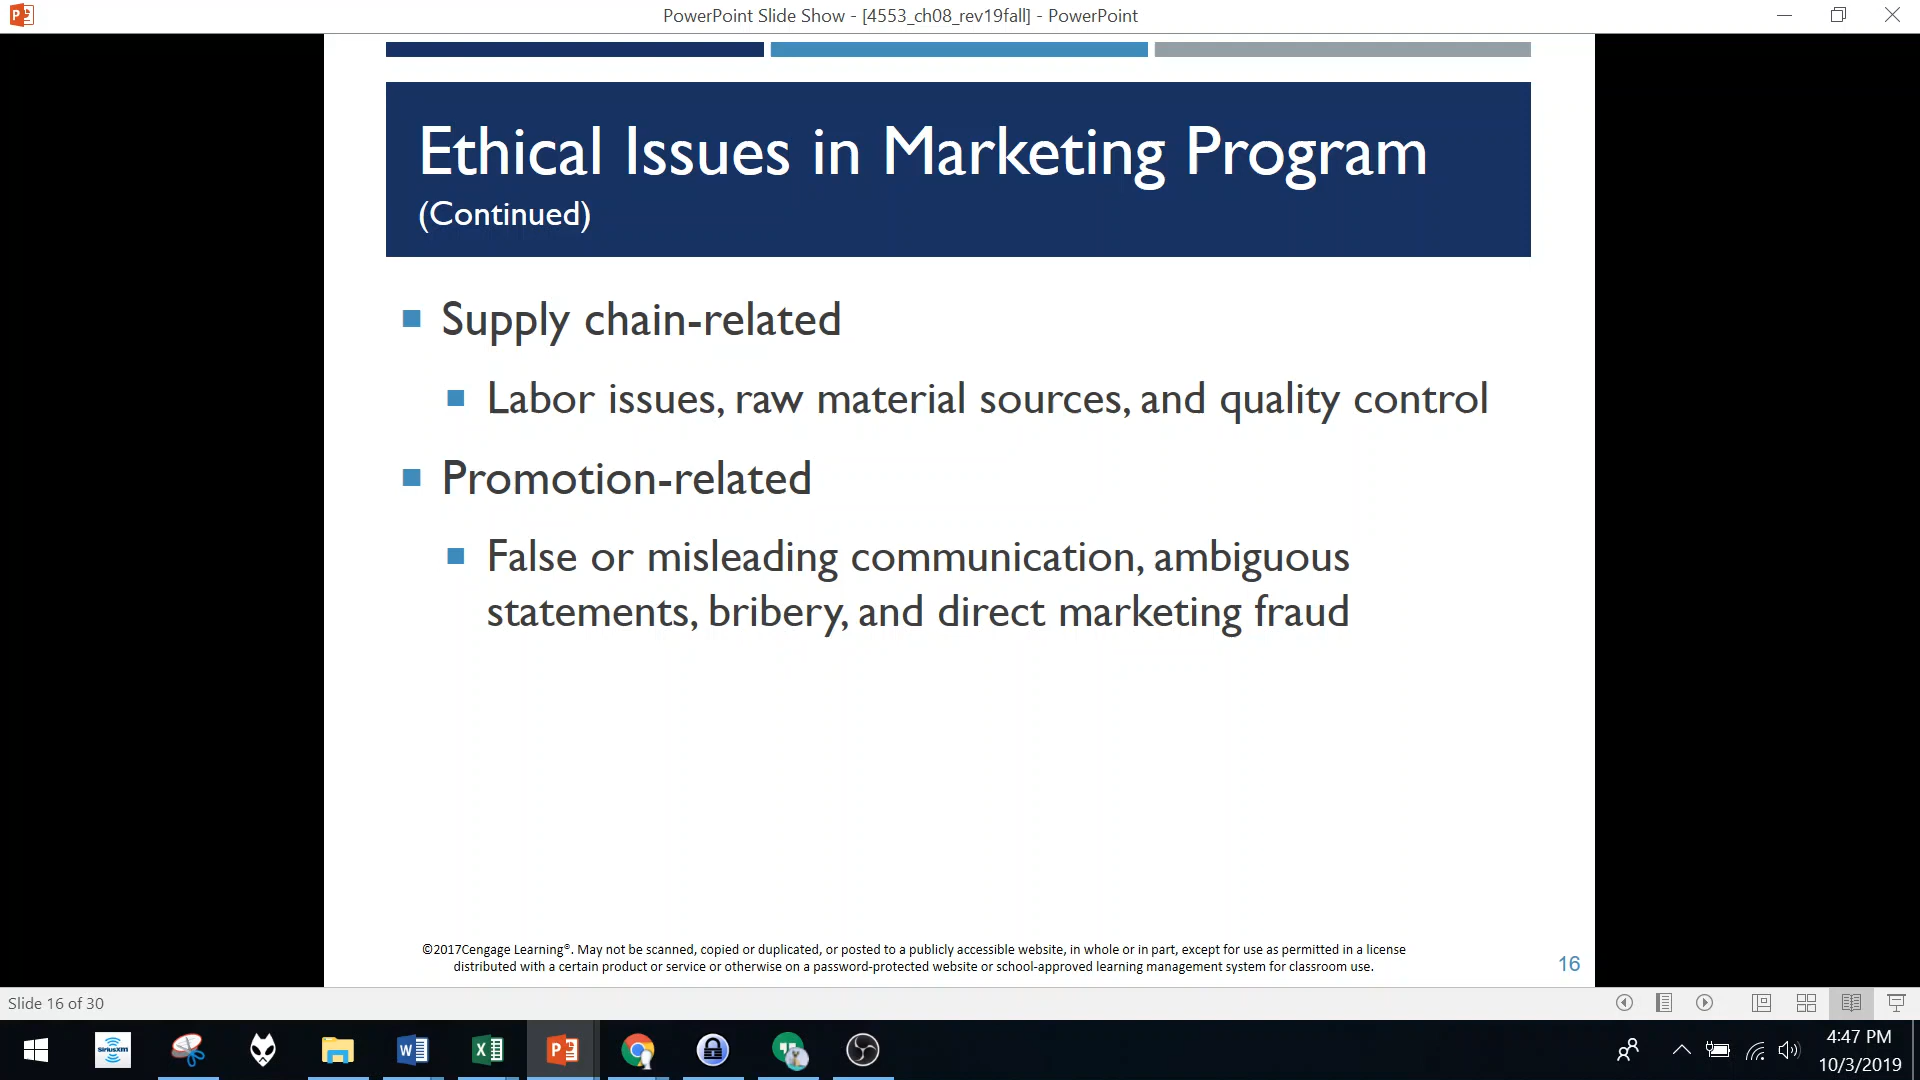 PowerPoint Slide Show - [4553_ch08_rev19fall] - PowerPoint
Ethical Issues in Marketing Program
(Continued)
Supply chain-related
Labor issues, raw material sources, and quality control
Promotion-related
False or misleading communication, ambiguous
statements, bribery, and direct marketing fraud
©2017Cengage Learning®. May not be scanned, copied or duplicated, or posted to a publicly accessible website, in whole or in part, except for use as permitted in a license
distributed with a certain product or service or otherwise on a password-protected website or school-approved learning management system for classroom use.
16
Slide 16 of 30
SiriusXM
4:47 PM
10/3/2019